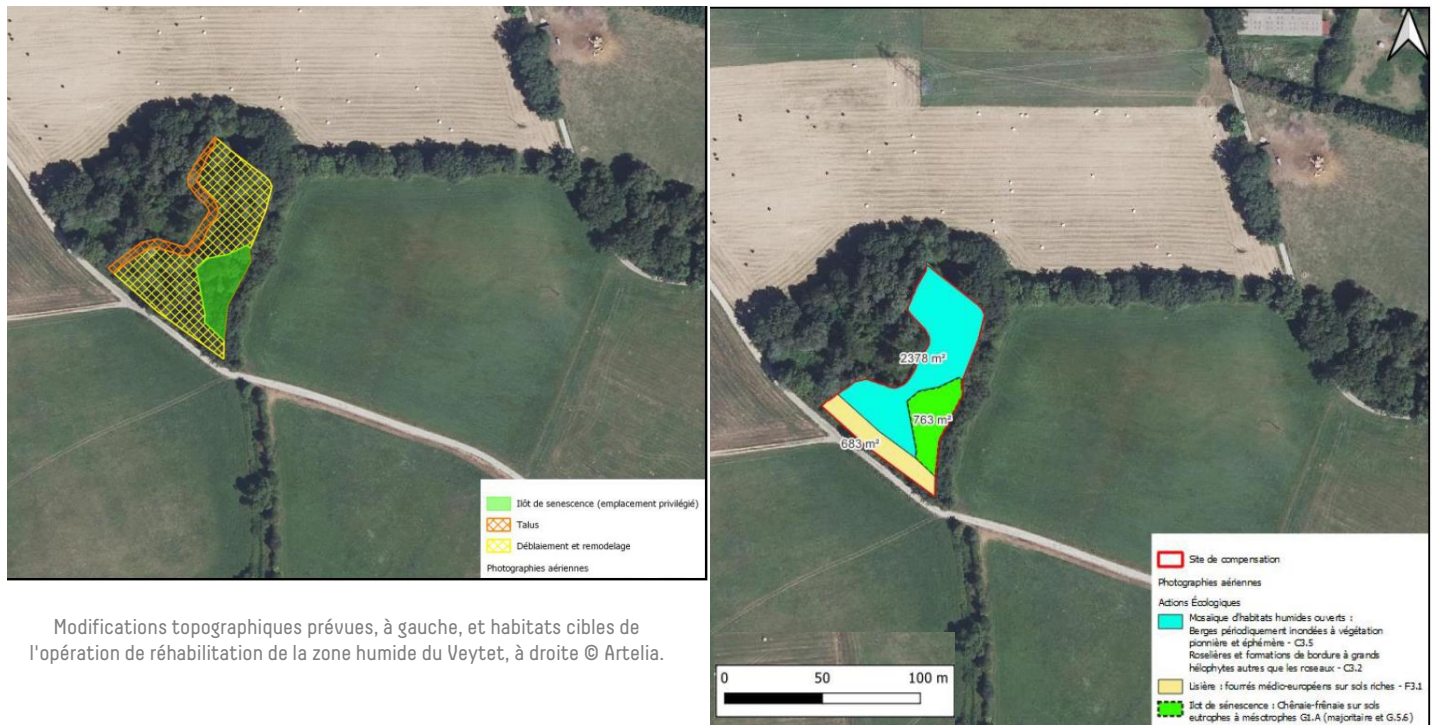 Ilôt de senescence (emplacement privilégié)
Talus
Déblaiement et remodelage
Photographies aériennes
Modifications topographiques prévues, à gauche, et habitats cibles de
l'opération de réhabilitation de la zone humide du Veytet, à droite © Artelia.
2378 m²
763 m²
683 m²
0 50 100 m
Site de compensation
Photographies aériennes
Actions Écologiques
Mosaique d'habitats humides ouverts :
Berges périodiquement inondées à végétation
pionnière et éphémère - C3.5
Roselières et formations de bordure à grands
hélophytes autres que les roseaux - C3.2
Lisière : fourrés médio-européens sur sols riches - F3.1
Ilot de sénescence : Chênaie-frênaie sur sols
eutrophes à mésotrophes G1.A (majoritaire et G.5.6)